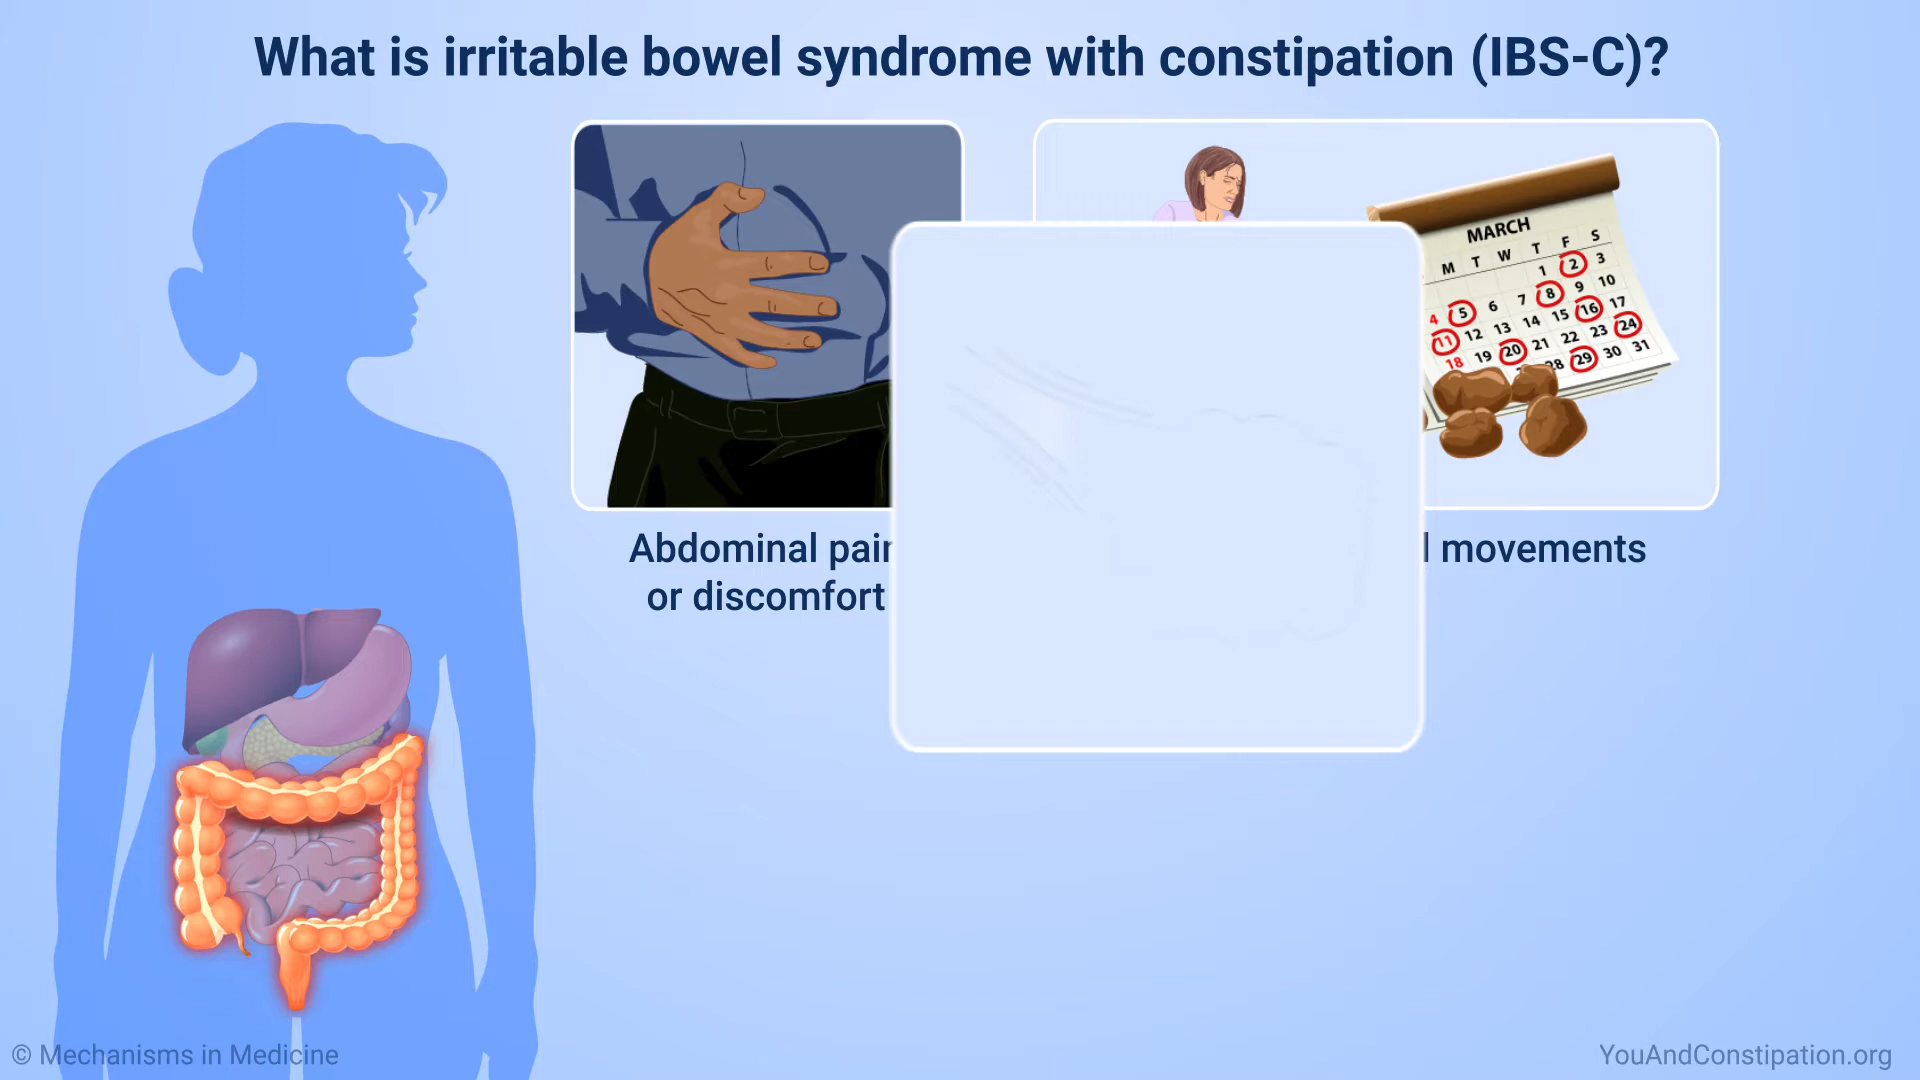 What is irritable bowel syndrome with constipation (IBS-C)?
MARCH
M T W T F S
1 2 3
4 5 6 7 8 9 10
11 12 13 14 15 16 17
18 19 20 21 22 23 24
28 29 30 31
Abdominal pain
or discomfort
movements
© Mechanisms in Medicine
YouAndConstipation.org